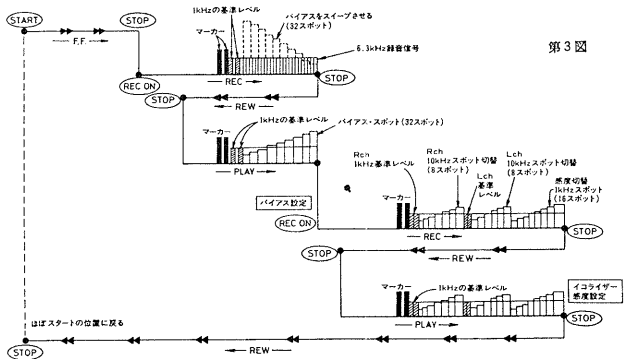 START
STOP
F.F.
REC ON
1kHzの基準レベル
バイアスをスイープさせる
(32スポット)
マーカー
6.3kHz録音信号
REC
STOP
第3図
STOP
REW
マーカー
1kHzの基準レベル
バイアス・スポット(32スポット)
PLAY
バイアス設定
REC ON
マーカー
Rch
1kHz基準レベル
Rch
10kHzスポット切替
(8スポット)
Lch
基準
レベル
Lch
10kHzスポット切替
(8スポット)
感度切替
1kHzスポット
(16スポット)
REC
STOP
STOP
REW
マーカー
1kHzの基準レベル
イコライザー
感度設定
PLAY
STOP
ほぼスタートの位置に戻る
STOP
REW